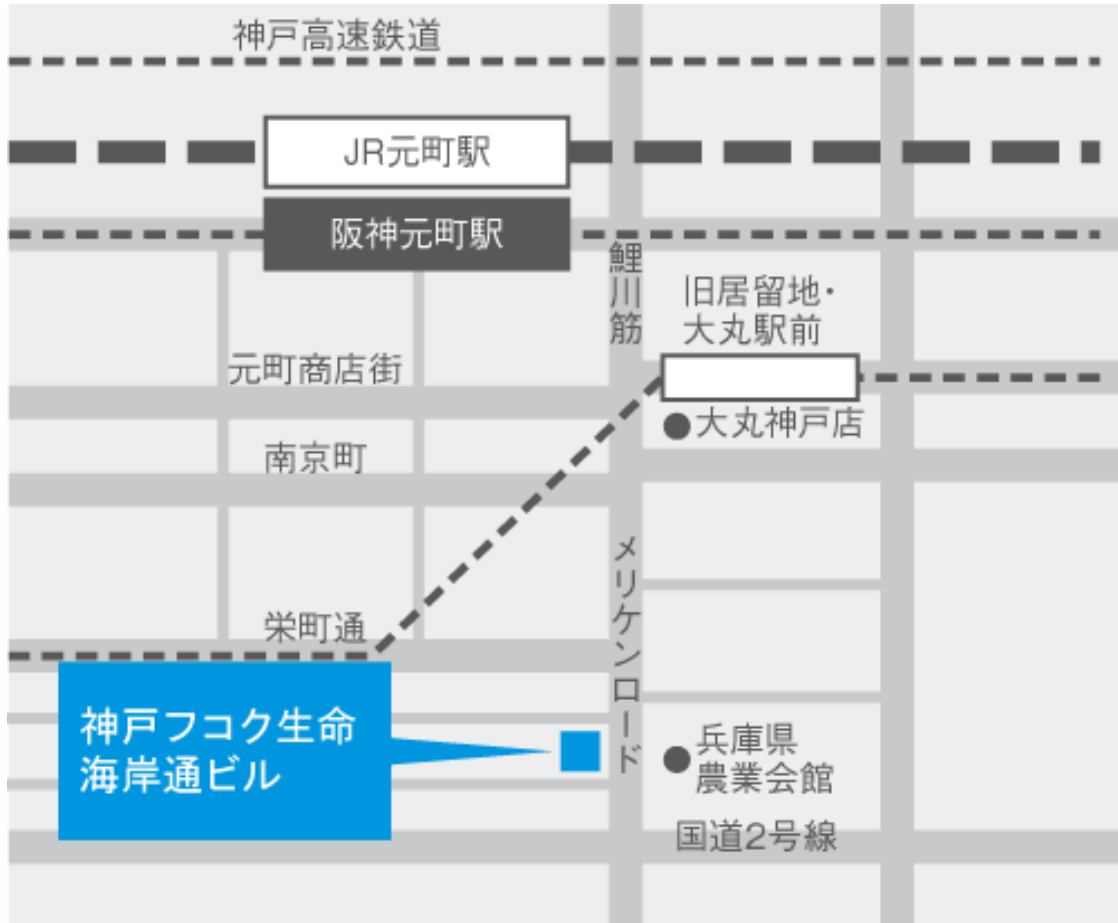 神戸高速鉄道
JR元町駅
阪神元町駅
鯉川筋
旧居留地・
大丸駅前
元町商店街
大丸神戸店
南京町
メリケンロード
栄町通
神戸フコク生命
海岸通ビル
兵庫県
農業会館
国道2号線